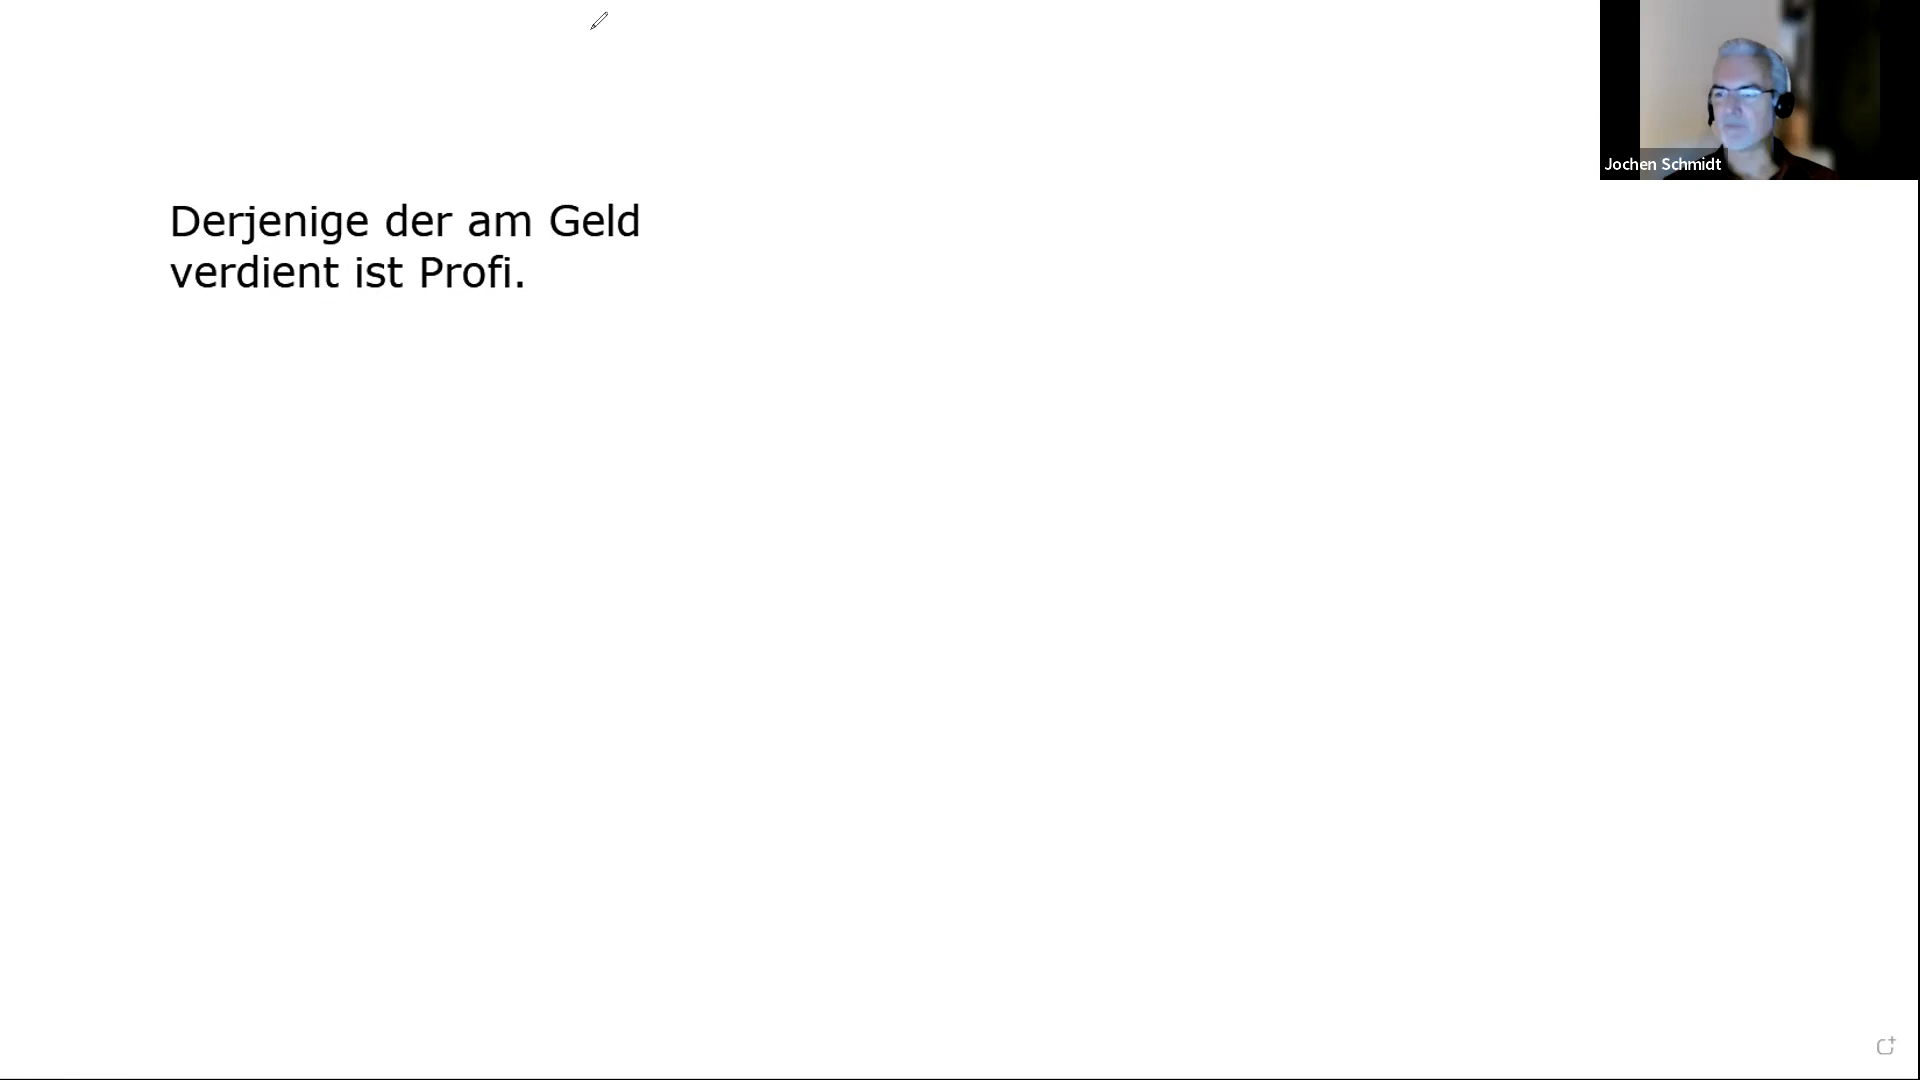 Jochen Schmidt
Derjenige der am Geld
verdient ist Profi.